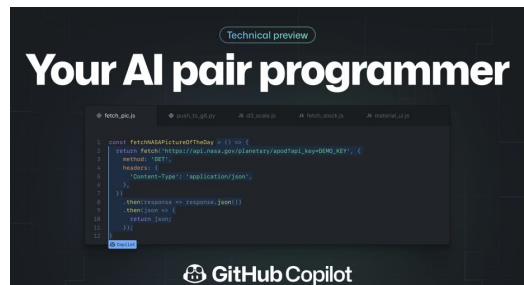 Technical preview
Your AI pair programmer
fetch_pic.js push_to_git.py d3_scale.js fetch_stock.js material_ui.js
1 const fetchNASAPictureOfTheDay = () => {
2 return fetch('https://api.nasa.gov/planetary/apod?api_key=DEMO_KEY', {
3 method: 'GET',
4 headers: {
5 'Content-Type': 'application/json',
6 },
7 })
8 .then(response => response.json())
9 .then(json => {
10 return json;
11 });
12 }
Copilot
GitHub Copilot